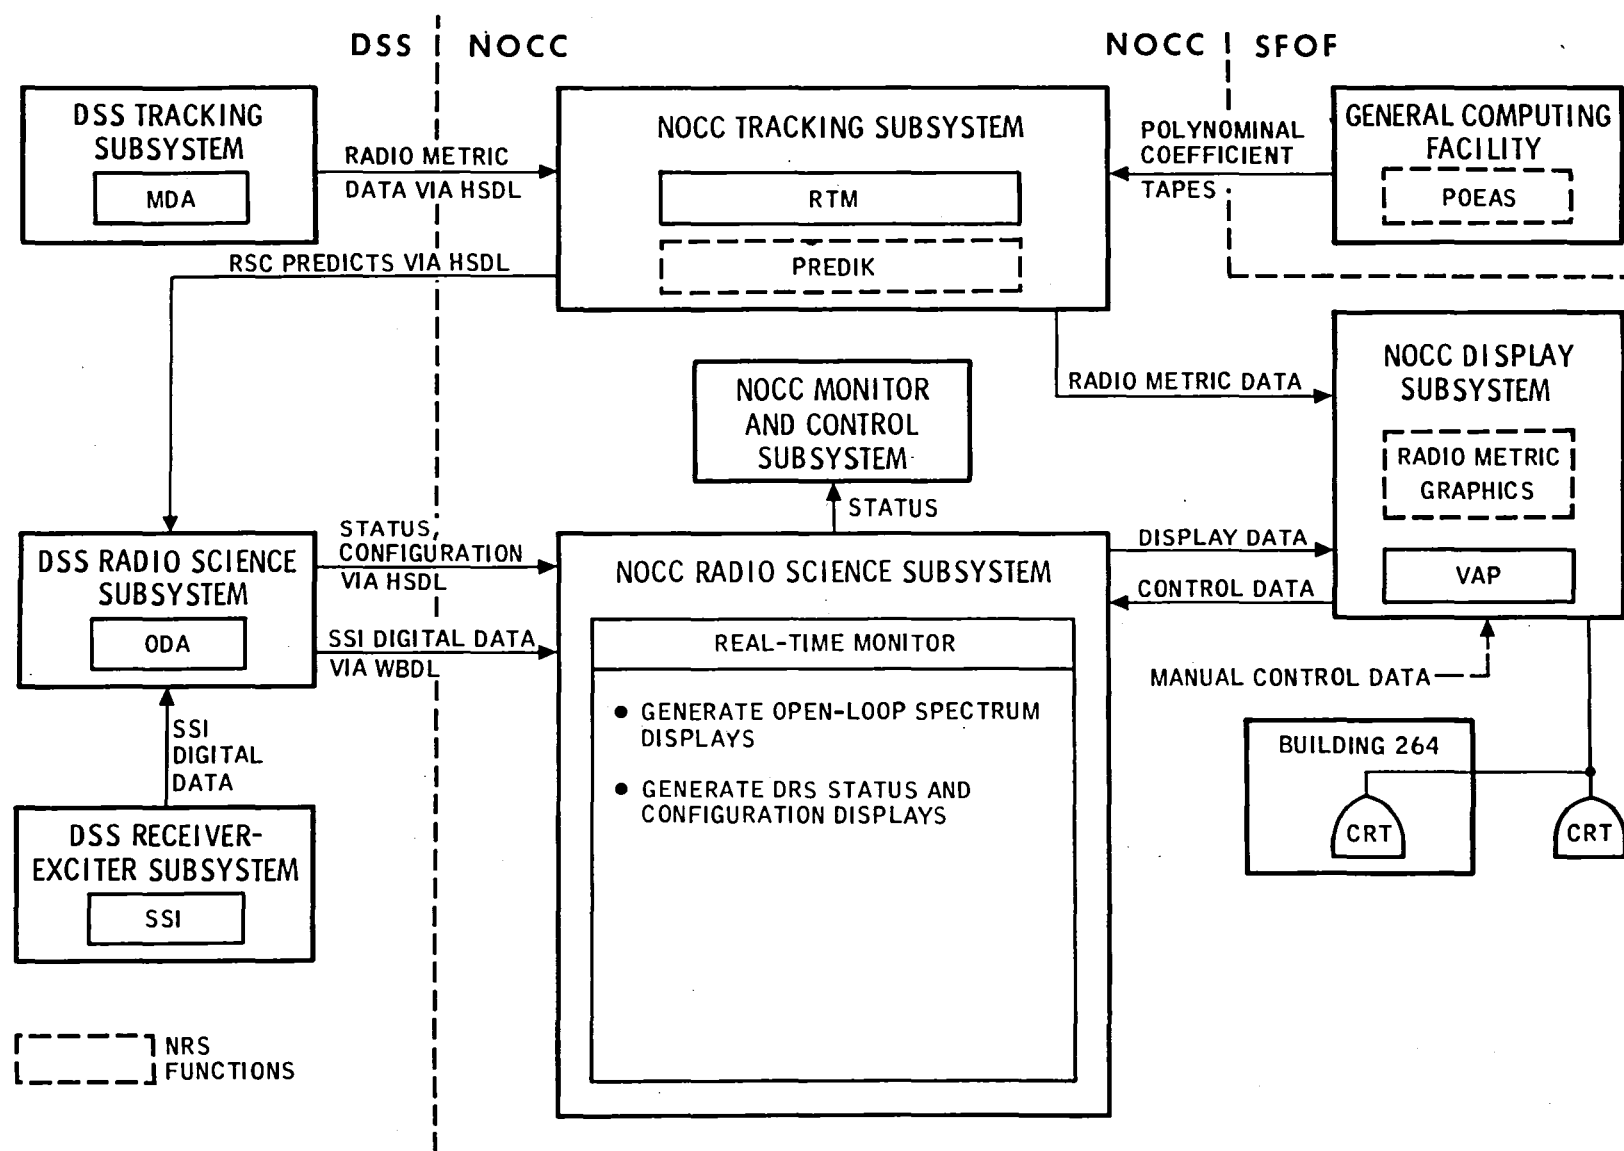 DSS NOCC
NOCC SFOF
DSS TRACKING
SUBSYSTEM
MDA
RADIO METRIC
DATA VIA HSDL
NOCC TRACKING SUBSYSTEM
RTM
PREDIK
POLYNOMINAL
COEFFICIENT
TAPES
GENERAL COMPUTING
FACILITY
POEAS
RSC PREDICTS VIA HSDL
NOCC MONITOR
AND CONTROL
SUBSYSTEM
STATUS
RADIO METRIC DATA
NOCC DISPLAY
SUBSYSTEM
RADIO METRIC
GRAPHICS
VAP
DSS RADIO SCIENCE
SUBSYSTEM
ODA
STATUS,
CONFIGURATION
VIA HSDL
SSI DIGITAL DATA
VIA WBDL
NOCC RADIO SCIENCE SUBSYSTEM
REAL-TIME MONITOR
● GENERATE OPEN-LOOP SPECTRUM
DISPLAYS
● GENERATE DRS STATUS AND
CONFIGURATION DISPLAYS
DISPLAY DATA
CONTROL DATA
MANUAL CONTROL DATA
BUILDING 264
CRT
CRT
SSI
DIGITAL
DATA
DSS RECEIVER-
EXCITER SUBSYSTEM
SSI
NRS
FUNCTIONS